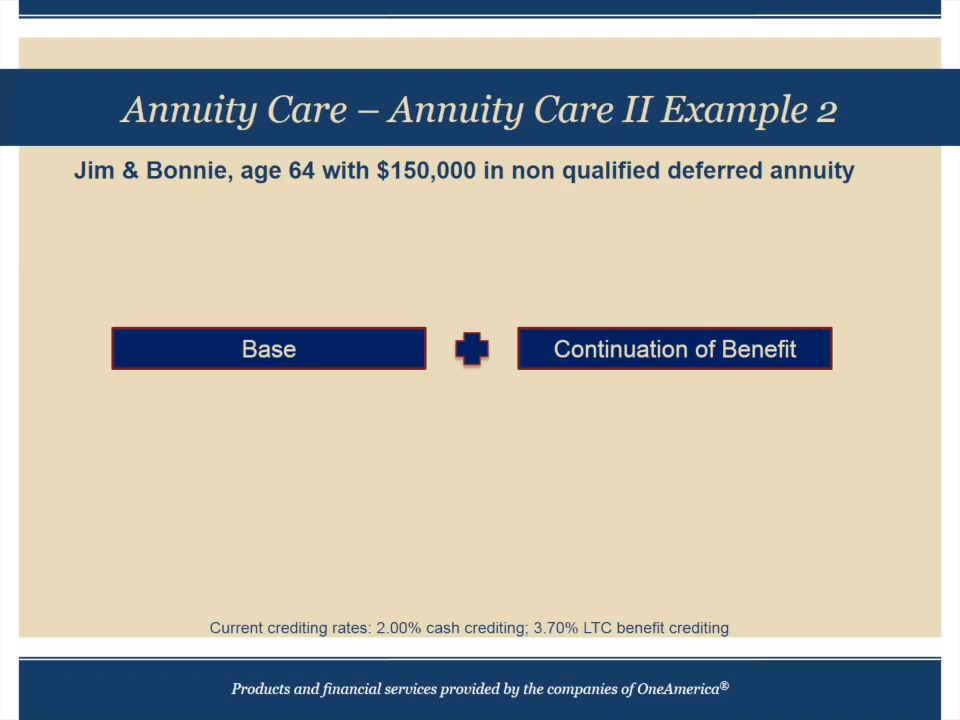 Annuity Care – Annuity Care II Example 2
Jim & Bonnie, age 64 with $150,000 in non qualified deferred annuity
Base
Continuation of Benefit
Current crediting rates: 2.00% cash crediting; 3.70% LTC benefit crediting
Products and financial services provided by the companies of OneAmerica®